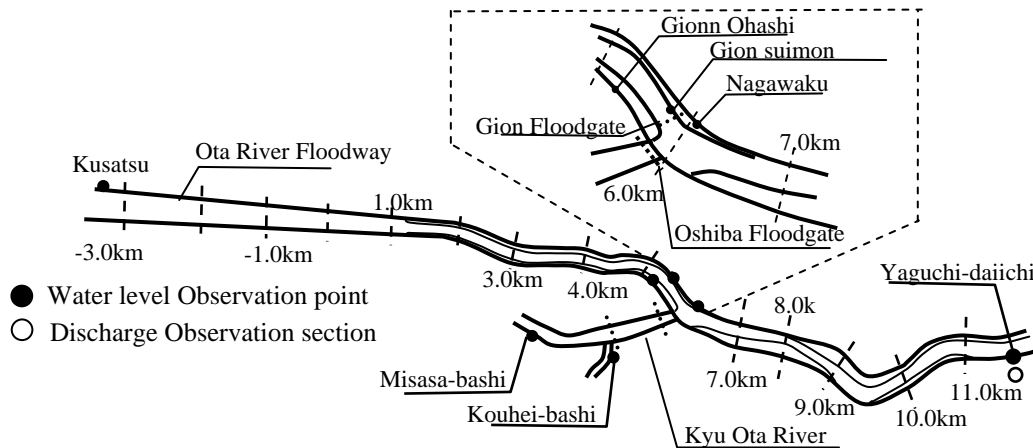 Gionn Ohashi
Gion suimon
Nagawaku
Gion Floodgate
7.0km
6.0km
Oshiba Floodgate
Kusatsu
Ota River Floodway
1.0km
-3.0km
-1.0km
3.0km
4.0km
Yaguchi-daiichi
8.0k
Water level Observation point
Discharge Observation section
Misasa-bashi
Kouhei-bashi
Kyu Ota River
7.0km
9.0km
10.0km
11.0km